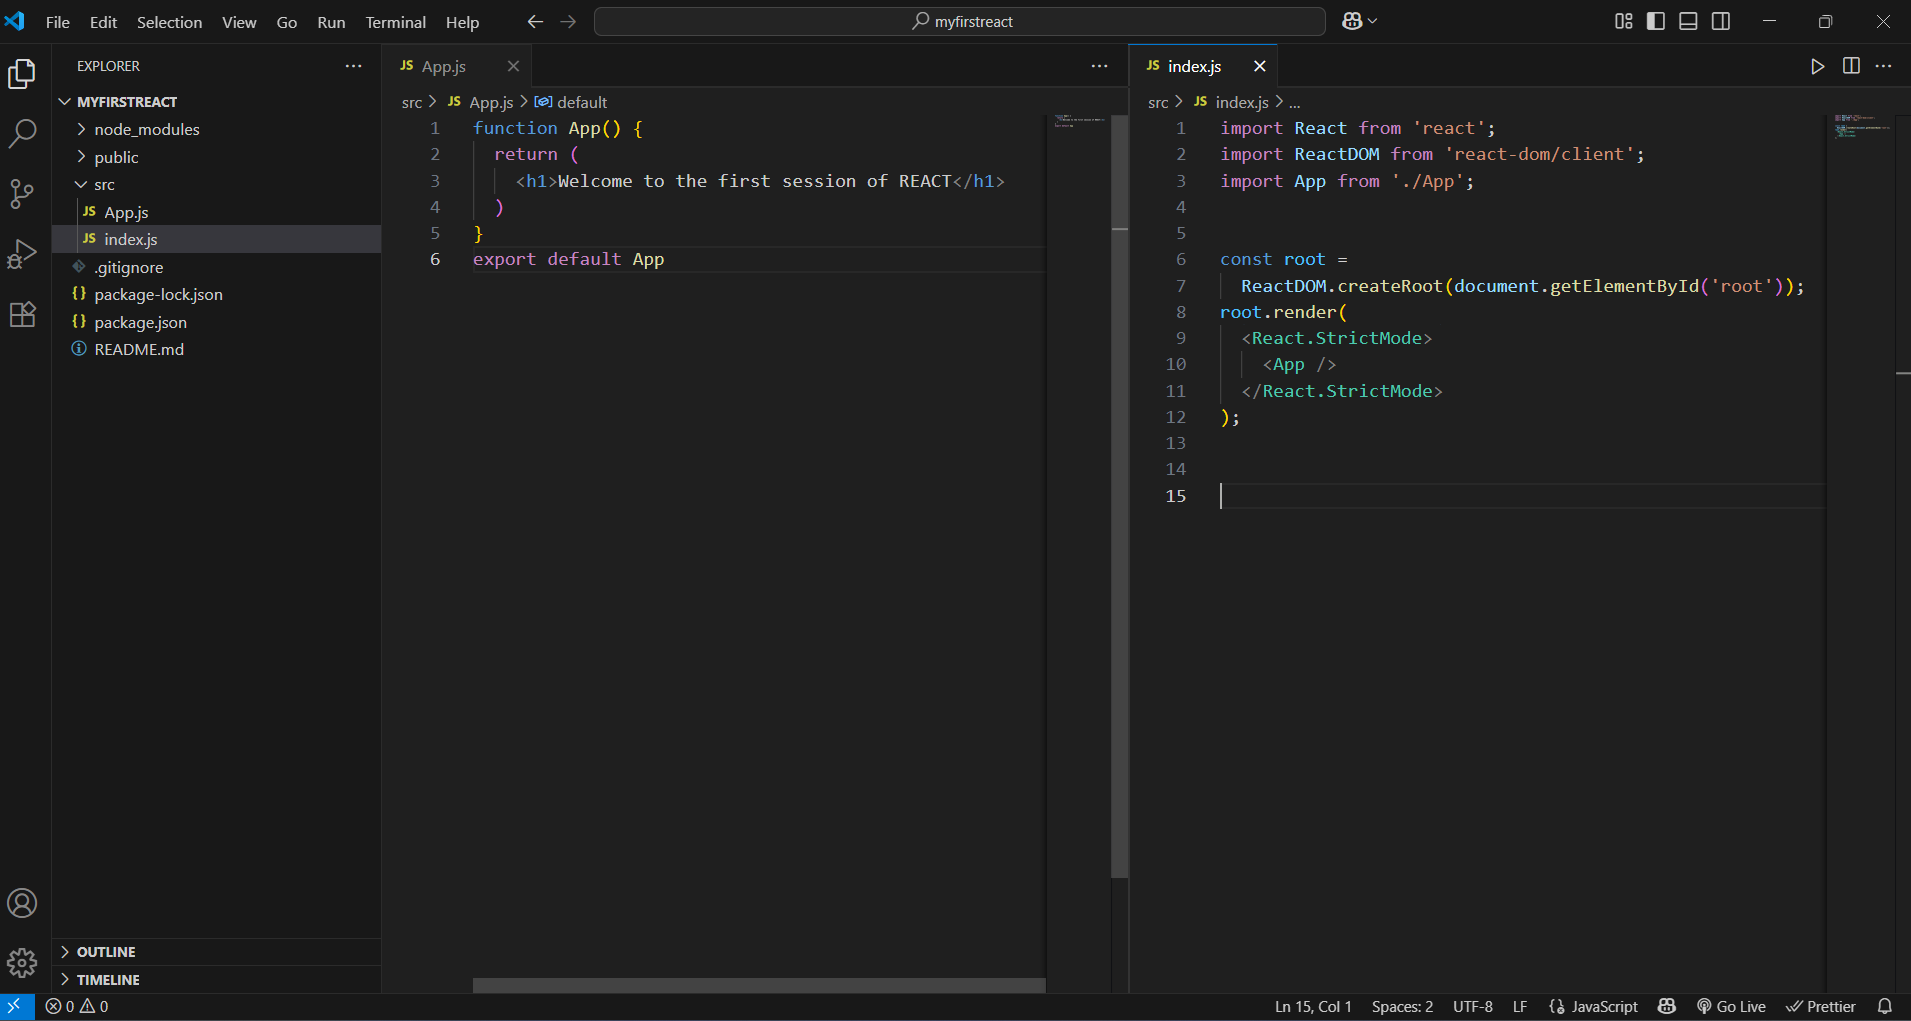 File Edit Selection View Go Run Terminal Help
myfirstreact
EXPLORER
MYFIRSTREACT
node_modules
public
src
JS App.js
JS index.js
.gitignore
{} package-lock.json
{} package.json
README.md
OUTLINE
TIMELINE
JS App.js
src > JS App.js > default
1 function App() {
2 return (
3 <h1>Welcome to the first session of REACT</h1>
4 )
5 }
6 export default App
JS index.js
src > JS index.js > ...
1 import React from 'react';
2 import ReactDOM from 'react-dom/client';
3 import App from './App';
4
5
6 const root =
7 ReactDOM.createRoot(document.getElementById('root'));
8 root.render(
9 <React.StrictMode>
10 <App />
11 </React.StrictMode>
12 );
13
14
15
0 0
Ln 15, Col 1 Spaces: 2 UTF-8 LF {} JavaScript Go Live Prettier